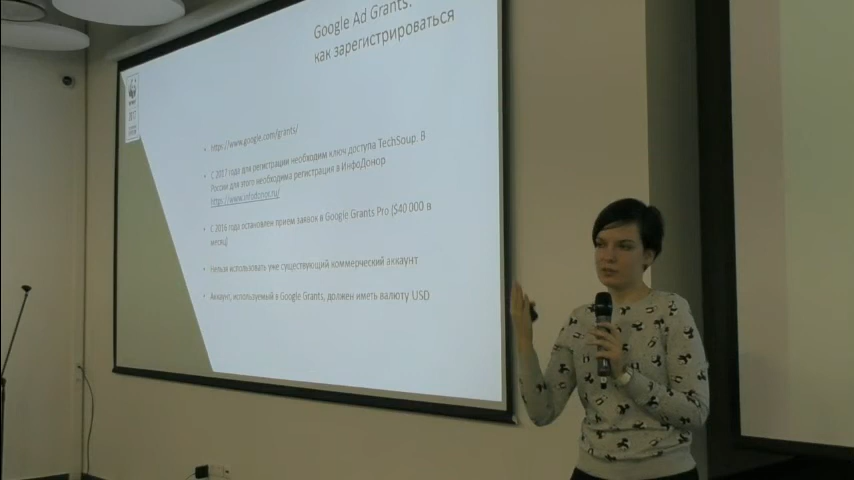 Google Ad Grants:
как зарегистрироваться
2017
• https://www.google.com/grants/
• С 2017 года для регистрации необходим ключ доступа TechSoup. В
России для этого необходима регистрация в ИнфоДонор
https://www.infodonor.ru/
• С 2016 года остановлен прием заявок в Google Grants Pro ($40 000 в
месяц)
• Нельзя использовать уже существующий коммерческий аккаунт
• Аккаунт, используемый в Google Grants, должен иметь валюту USD